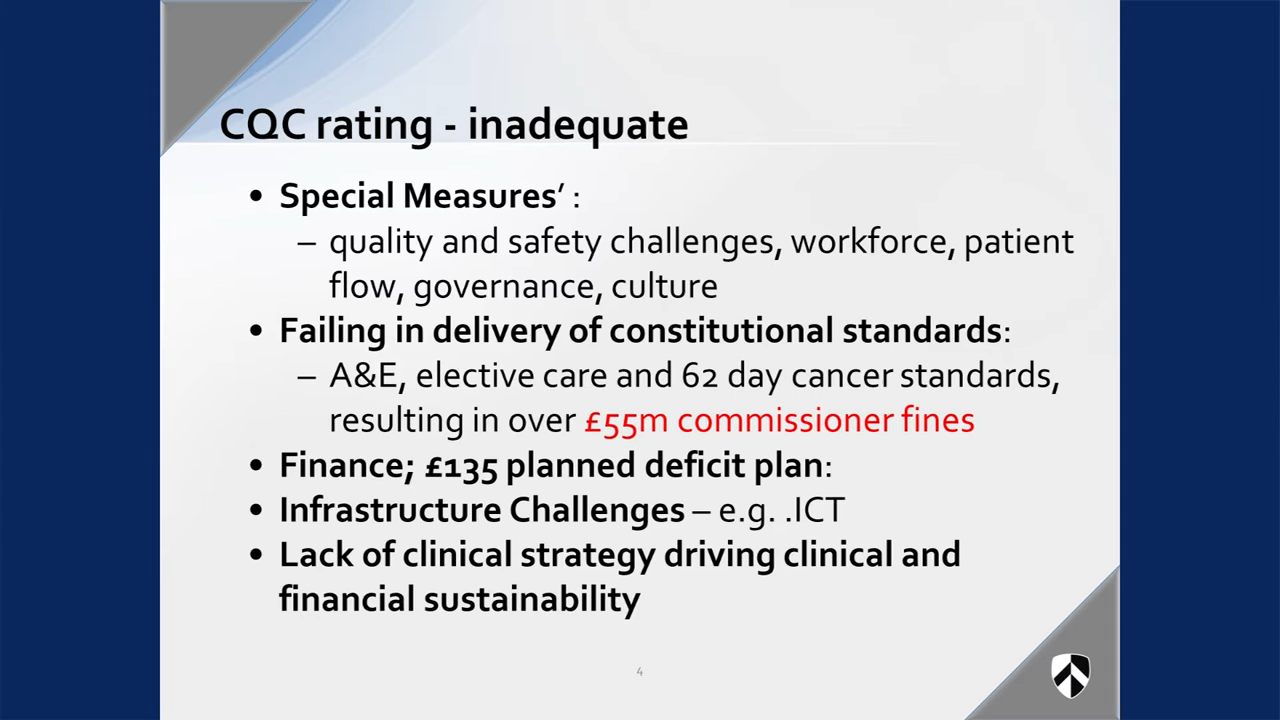 CQC rating - inadequate
• Special Measures’ :
– quality and safety challenges, workforce, patient
flow, governance, culture
• Failing in delivery of constitutional standards:
– A&E, elective care and 62 day cancer standards,
resulting in over £55m commissioner fines
• Finance; £135 planned deficit plan:
• Infrastructure Challenges – e.g. .ICT
• Lack of clinical strategy driving clinical and
financial sustainability
4